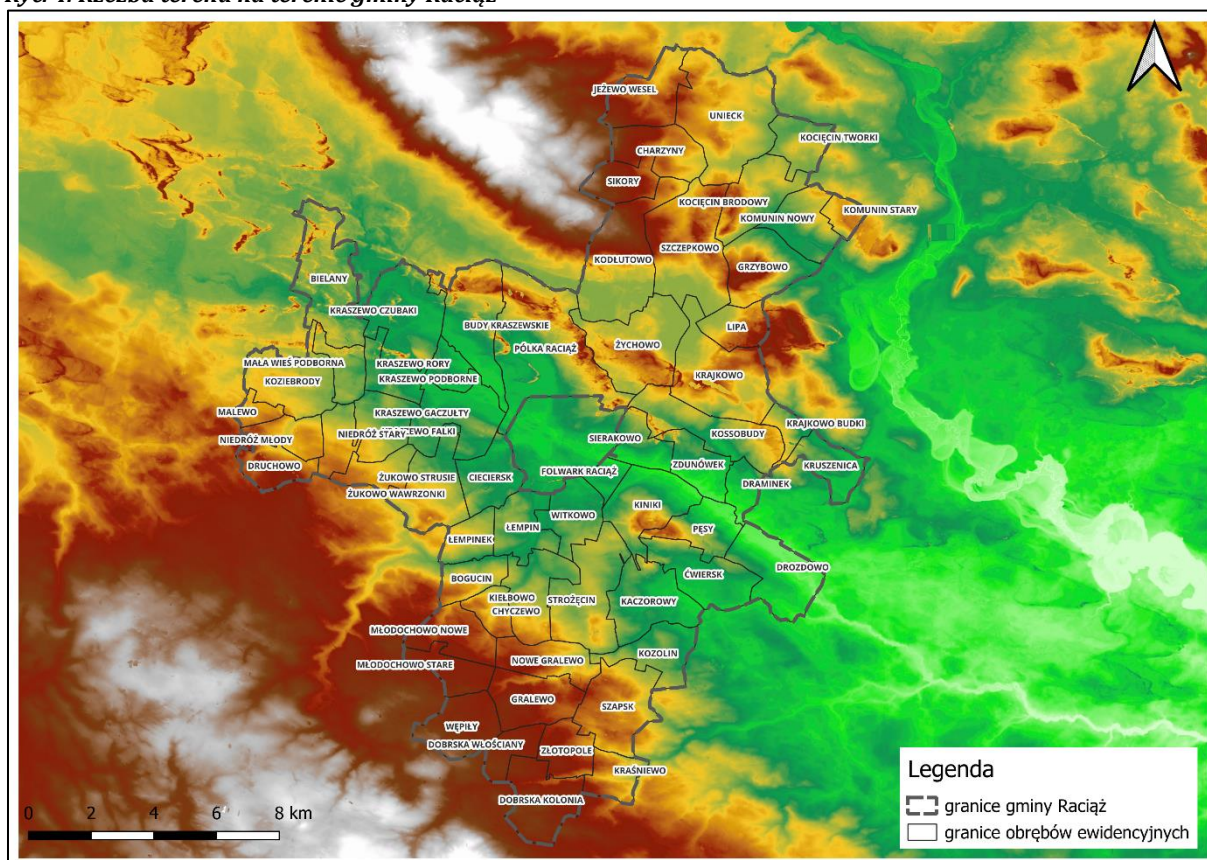 Ryc. 4. Rzeźba terenu na terenie gminy Raciąż
JEŻEWO WESEL
UNIECK
KOCIĘCIN TWORKI
CHARZYNY
SIKORY
KOCIĘCIN BRODOWY
KOMUNIN NOWY
KOMUNIN STARY
SZCZEPKOWO
KODŁUTOWO
GRZYBOWO
BIELANY
KRASZEWO CZUBAKI
BUDY KRASZEWSKIE
LIPA
PÓLKA RACIĄŻ
ŻYCHOWO
MAŁA WIEŚ PODBORNA
KRASZEWO RORY
KOZIEBRODY
KRASZEWO PODBORNE
KRAJKOWO
MALEWO
KRASZEWO GACZUŁTY
KRAJKOWO BUDKI
NIEDRÓŻ MŁODY
NIEDRÓŻ STARY
KRASZEWO FALKI
SIERAKOWO
KOSSOBUDY
DRUCHOWO
ZDUNÓWEK
KRUSZENICA
ŻUKOWO STRUSIE
CIECIERSK
FOLWARK RACIĄŻ
DRAMINEK
ŻUKOWO WAWRZONKI
KINIKI
WITKOWO
ŁEMPIN
PĘSY
ŁEMPINEK
DROZDOWO
BOGUCIN
ĆWIERSK
KIEŁBOWO
STROŻĘCIN
KACZOROWY
CHYCZEWO
MŁODOCHOWO NOWE
KOZOLIN
MŁODOCHOWO STARE
NOWE GRALEWO
GRALEWO
SZAPSK
WĘPIŁY
DOBRSKA WŁOŚCIANY
ZŁOTOPOLE
KRAŚNIEWO
DOBRSKA KOLONIA
0 2 4 6 8 km
Legenda
granice gminy Raciąż
granice obrębów ewidencyjnych